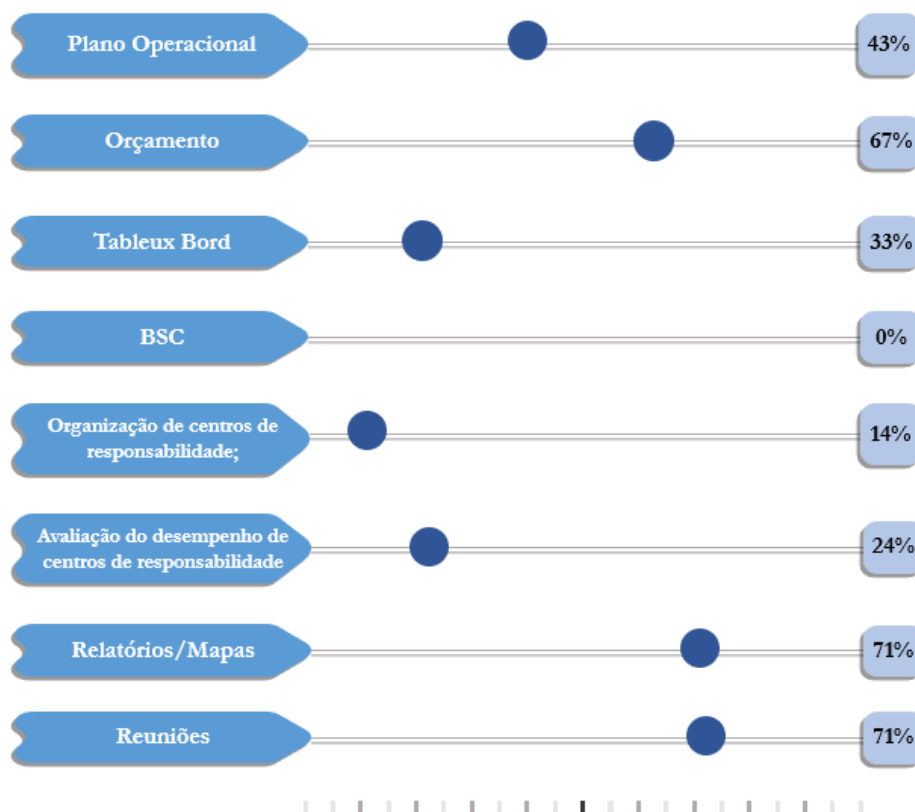 Plano Operacional
43%
Orçamento
67%
Tableux Bord
33%
BSC
0%
Organização de centros de
responsabilidade;
14%
Avaliação do desempenho de
centros de responsabilidade
24%
Relatórios/Mapas
71%
Reuniões
71%